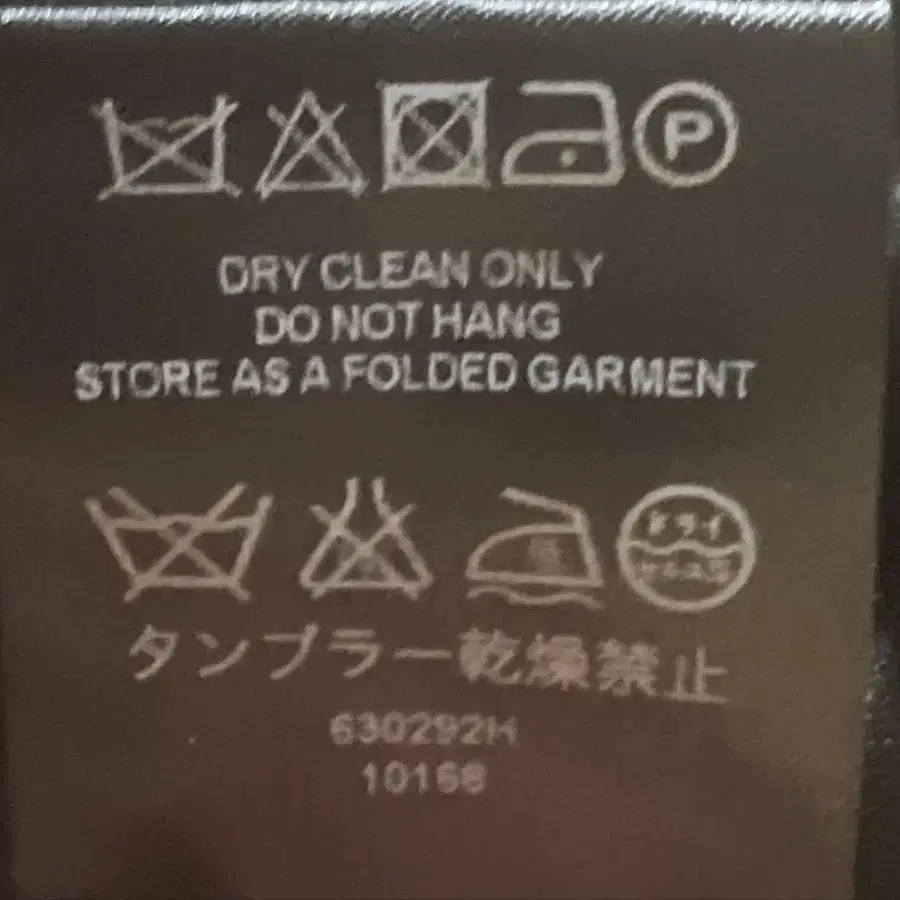 P
DRY CLEAN ONLY
DO NOT HANG
STORE AS A FOLDED GARMENT
ドライ
タンブラー乾燥禁止
630292H
10168